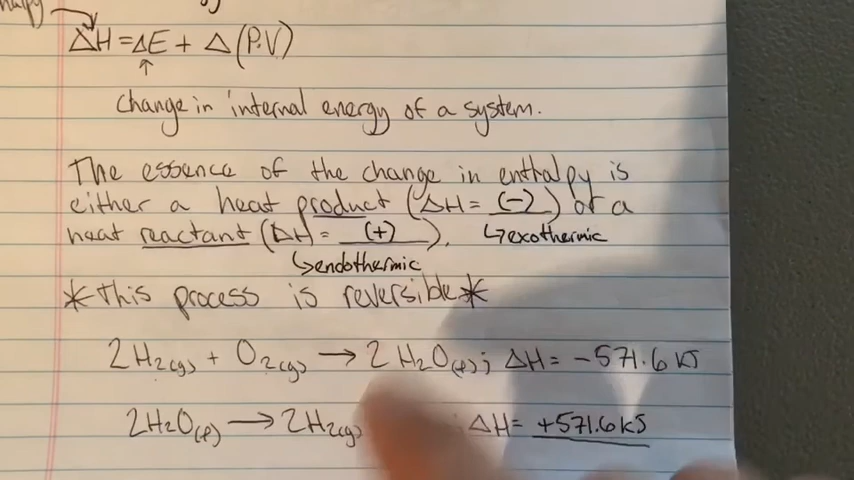 ΔH = ΔE + Δ(P.V)
↑
Change in internal energy of a system.
The essence of the change in enthalpy is
either a heat product (ΔH = (-)) or a
heat reactant (ΔH = (+)). ↳exothermic
↳endothermic
*This process is reversible*
2H₂(g) + O₂(g) → 2H₂O(l); ΔH = -571.6 kJ
2H₂O(l) → 2H₂(g) ; ΔH = +571.6 kJ